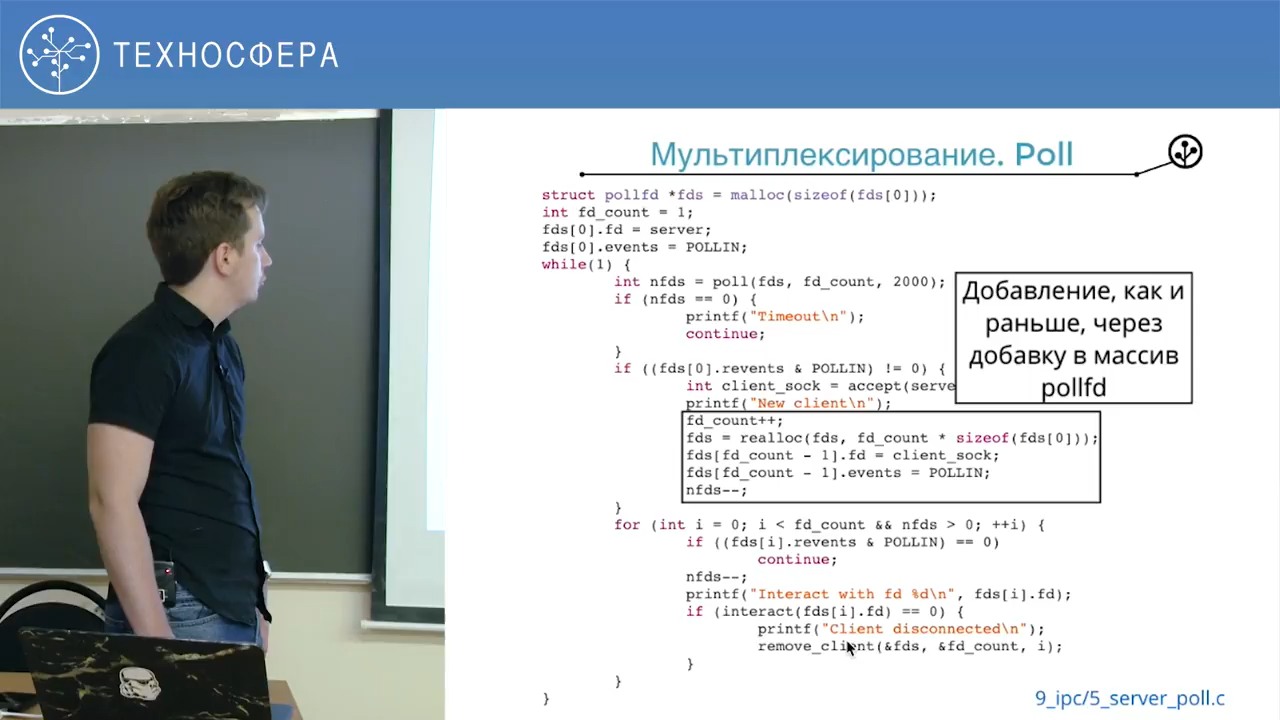 ТЕХНОСФЕРА
Мультиплексирование. Poll
struct pollfd *fds = malloc(sizeof(fds[0]));
int fd_count = 1;
fds[0].fd = server;
fds[0].events = POLLIN;
while(1) {
int nfds = poll(fds, fd_count, 2000);
if (nfds == 0) {
printf("Timeout\n");
continue;
}
if ((fds[0].revents & POLLIN) != 0) {
int client_sock = accept(serve
printf("New client\n");
fd_count++;
fds = realloc(fds, fd_count * sizeof(fds[0]));
fds[fd_count - 1].fd = client_sock;
fds[fd_count - 1].events = POLLIN;
nfds--;
}
for (int i = 0; i < fd_count && nfds > 0; ++i) {
if ((fds[i].revents & POLLIN) == 0)
continue;
nfds--;
printf("Interact with fd %d\n", fds[i].fd);
if (interact(fds[i].fd) == 0) {
printf("Client disconnected\n");
remove_client(&fds, &fd_count, i);
}
}
}
Добавление, как и
раньше, через
добавку в массив
pollfd
9_ipc/5_server_poll.c